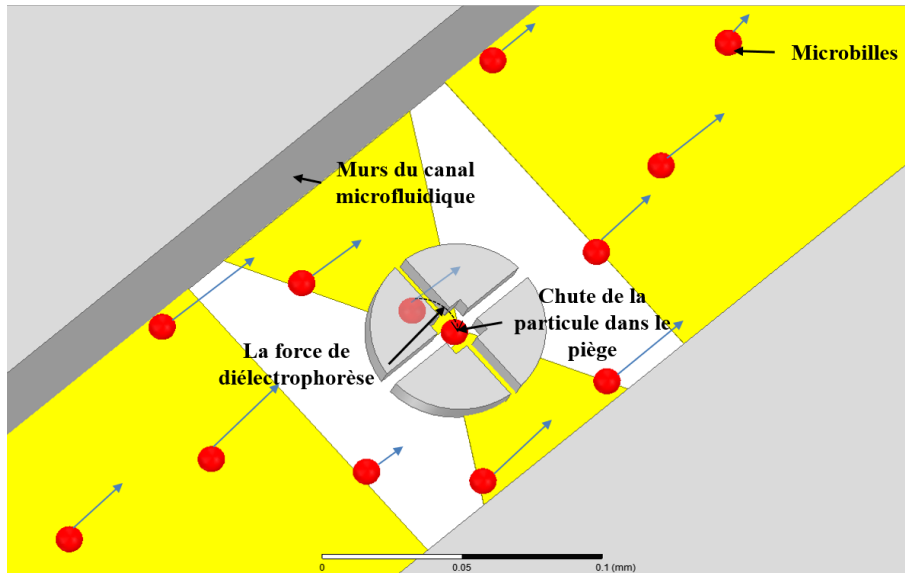 Microbilles
Murs du canal
microfluidique
Chute de la
particule dans le
piège
La force de
diélectrophorèse
0
0.05
0.1 (mm)